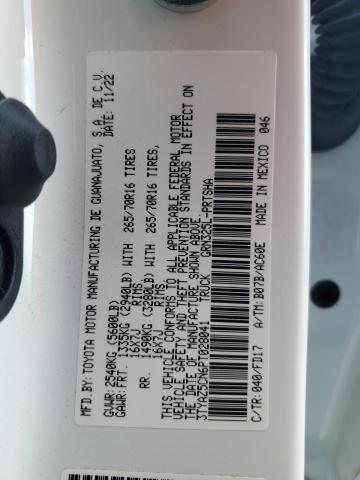 MFD.BY: TOYOTA MOTOR MANUFACTURING DE GUANAJUATO, S.A. DE C.V.
DATE: 11/22
GVWR: 2540KG (5600LB)
GAWR: FRT. 1335KG (2940LB) WITH 265/70R16 TIRES
16X7J RIMS,
RR. 1490KG (3280LB) WITH 265/70R16 TIRES,
16X7J RIMS,
THIS VEHICLE CONFORMS TO ALL APPLICABLE FEDERAL MOTOR
VEHICLE SAFETY AND THEFT PREVENTION STANDARDS IN EFFECT ON
THE DATE OF MANUFACTURE SHOWN ABOVE.
3TYAZ5CN6PT028041 TRUCK GRN325L-PRTSHA
C/TR: 040/FD17 A/TM: B07B/AC60E MADE IN MEXICO 046